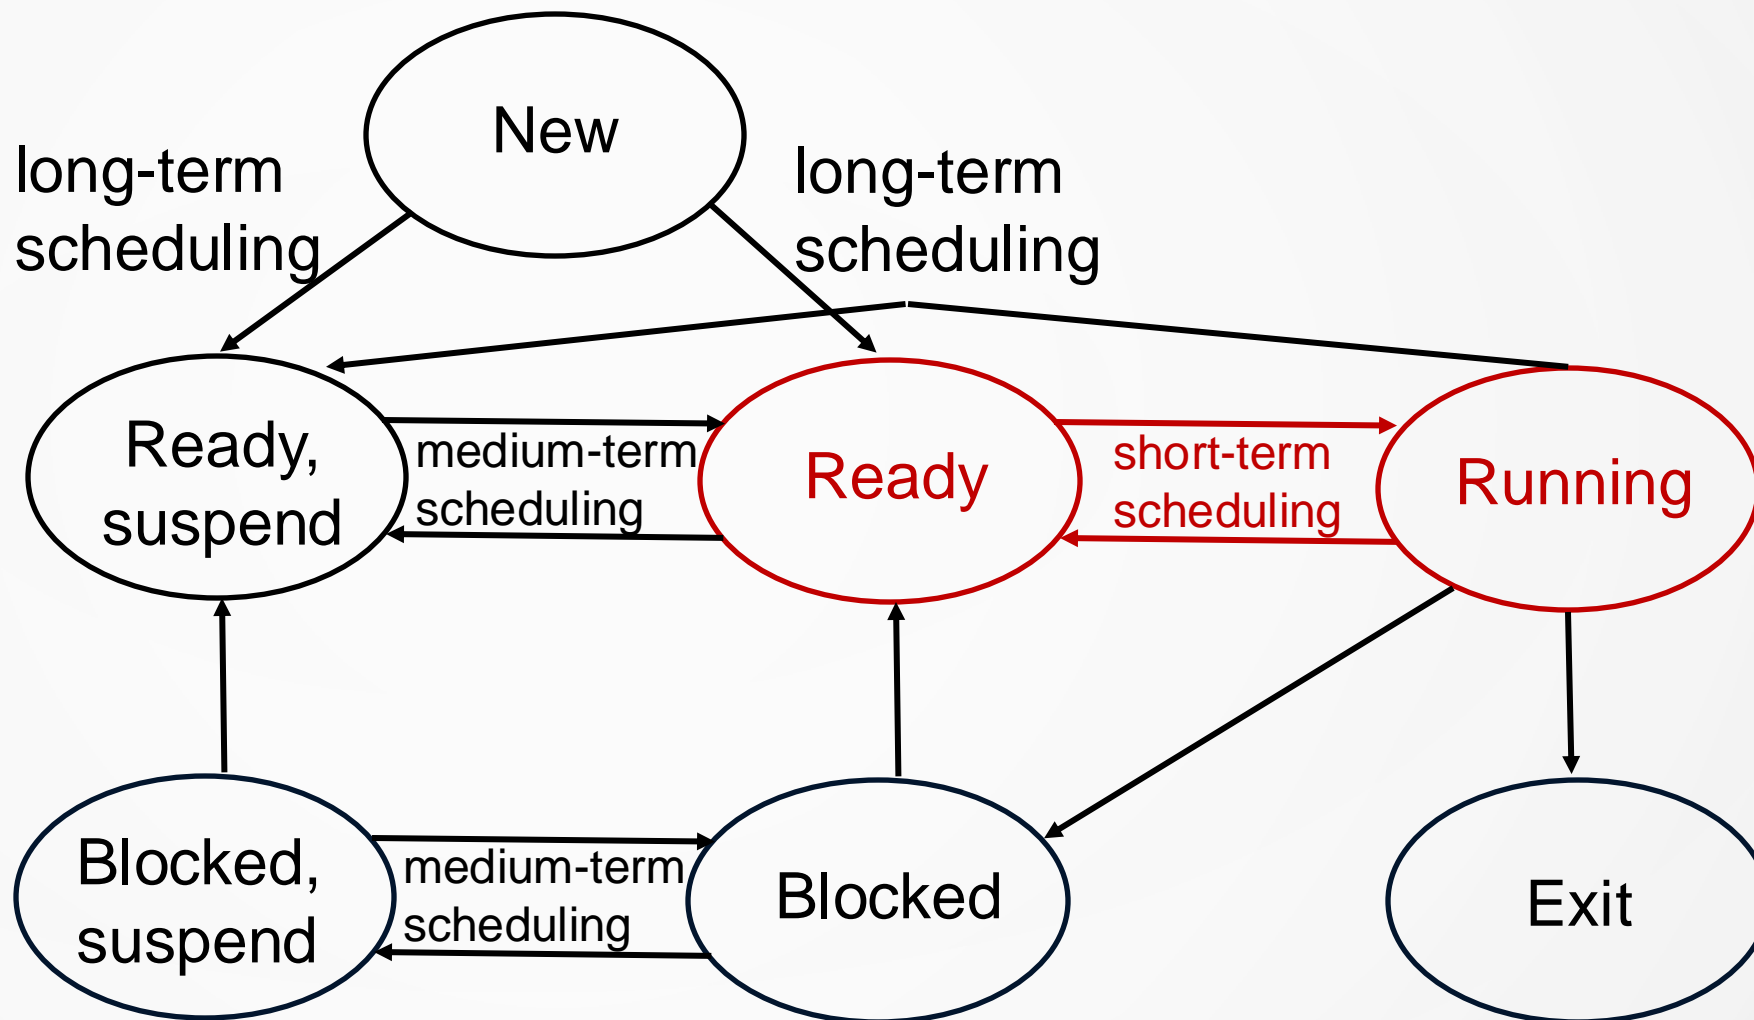 New
long-term
scheduling
long-term
scheduling
Ready,
suspend
medium-term
scheduling
Ready
short-term
scheduling
Running
Blocked,
suspend
medium-term
scheduling
Blocked
Exit